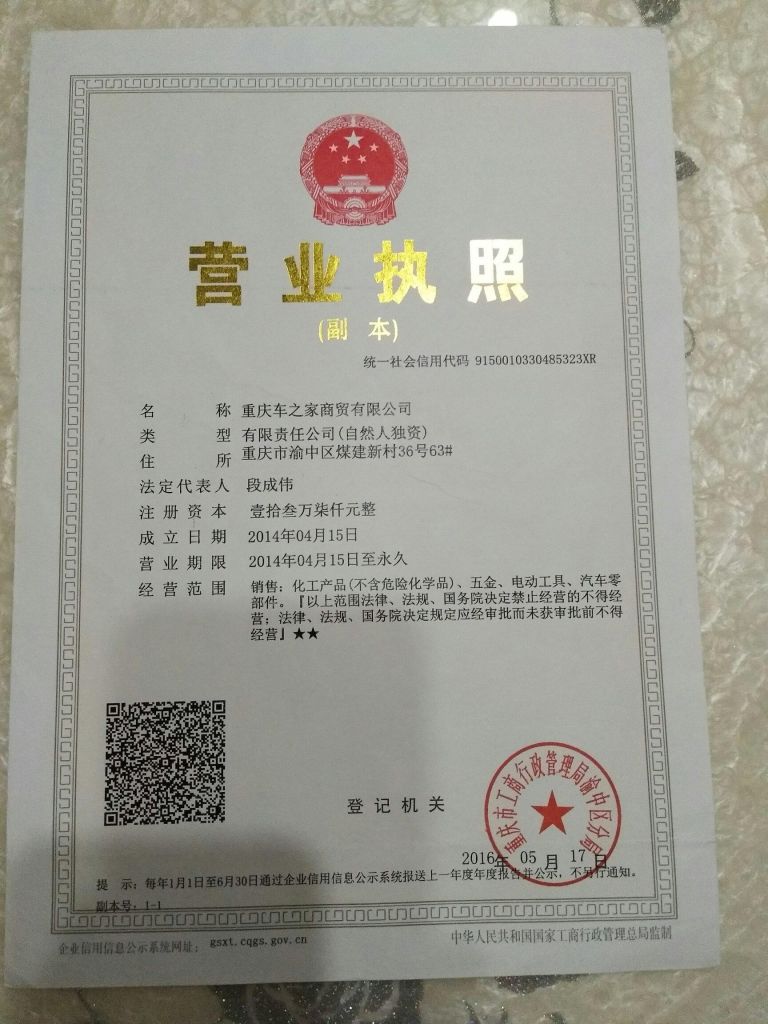 营业执照
(副 本)
统一社会信用代码 9150010330485323XR
名 称 重庆车之家商贸有限公司
类 型 有限责任公司(自然人独资)
住 所 重庆市渝中区煤建新村36号63#
法定代表人 段成伟
注册资本 壹拾叁万柒仟元整
成立日期 2014年04月15日
营业期限 2014年04月15日至永久
经营范围 销售：化工产品(不含危险化学品)、五金、电动工具、汽车零
部件。『以上范围法律、法规、国务院决定禁止经营的不得经
营；法律、法规、国务院决定规定应经审批而未获审批前不得
经营』★★
登记机关
重庆市工商行政管理局渝中区分局
2016年 05 月 17 日
提 示：每年1月1日至6月30日通过企业信用信息公示系统报送上一年度年度报告并公示，不另行通知。
副本号：1-1
企业信用信息公示系统网址：gsxt.cqgs.gov.cn
中华人民共和国国家工商行政管理总局监制